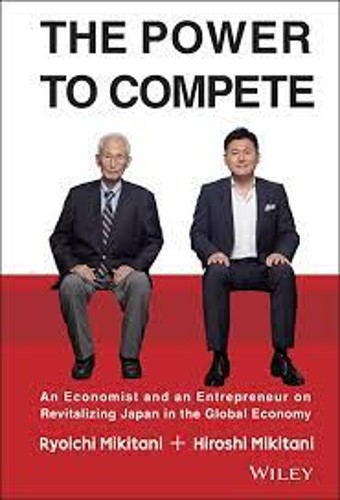 THE POWER
TO COMPETE
An Economist and an Entrepreneur on
Revitalizing Japan in the Global Economy
Ryoichi Mikitani + Hiroshi Mikitani
WILEY